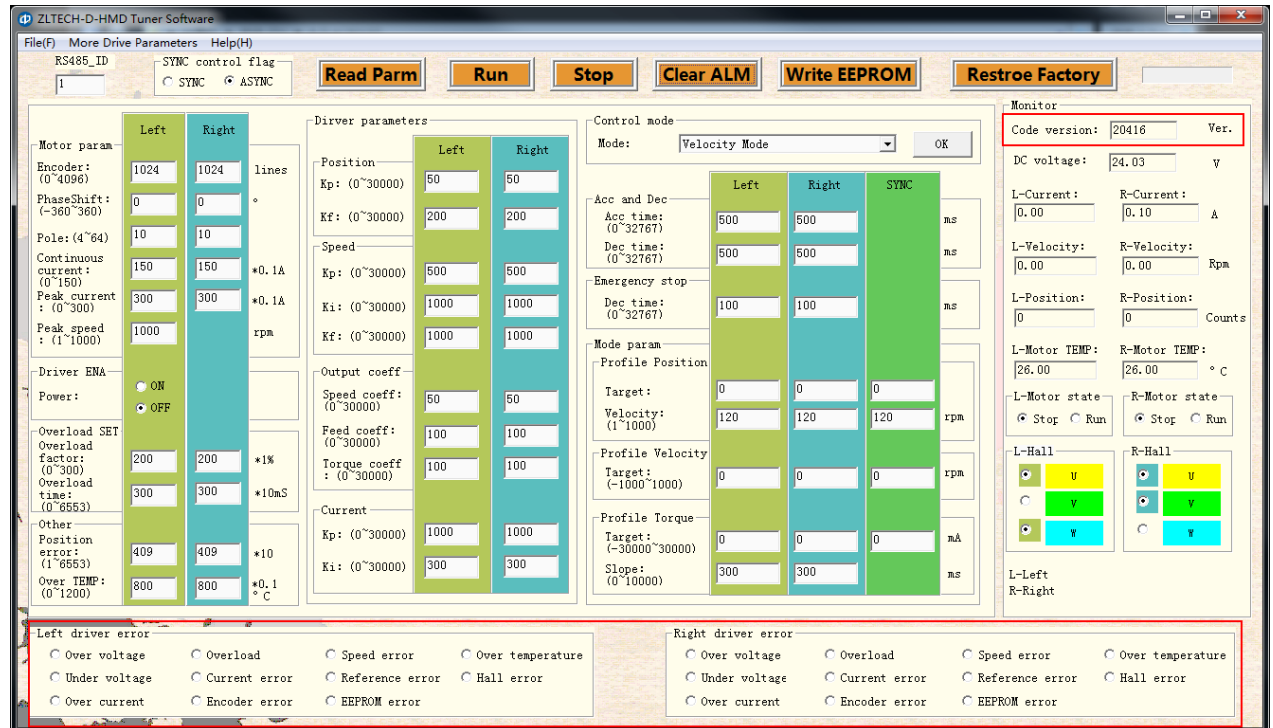 ZLTECH-D-HMD Tuner Software
File(F) More Drive Parameters Help(H)
RS485_ID
1
SYNC control flag
SYNC ASYNC
Read Parm
Run
Stop
Clear ALM
Write EEPROM
Restroe Factory
Left Right
Motor param
Encoder: (0~4096) 1024 1024 lines
PhaseShift: (-360~360) 0 0 °
Pole:(4~64) 10 10
Continuous current: (0~150) 150 150 *0.1A
Peak current : (0~300) 300 300 *0.1A
Peak speed : (1~1000) 1000 rpm
Driver ENA
Power: ON
OFF
Overload SET
Overload factor: (0~300) 200 200 *1%
Overload time: (0~6553) 300 300 *10mS
Other
Position error: (1~6553) 409 409 *10
Over TEMP: (0~1200) 800 800 *0.1 °C
Dirver parameters
Left Right
Position
Kp: (0~30000) 50 50
Kf: (0~30000) 200 200
Speed
Kp: (0~30000) 500 500
Ki: (0~30000) 1000 1000
Kf: (0~30000) 1000 1000
Output coeff
Speed coeff: (0~30000) 50 50
Feed coeff: (0~30000) 100 100
Torque coeff : (0~30000) 100 100
Current
Kp: (0~30000) 1000 1000
Ki: (0~30000) 300 300
Control mode
Mode: Velocity Mode OK
Left Right SYNC
Acc and Dec
Acc time: (0~32767) 500 500 ms
Dec time: (0~32767) 500 500 ms
Emergency stop
Dec time: (0~32767) 100 100 ms
Mode param
Profile Position
Target: 0 0 0
Velocity: (1~1000) 120 120 120 rpm
Profile Velocity
Target: (-1000~1000) 0 0 0 rpm
Profile Torque
Target: (-30000~30000) 0 0 0 mA
Slope: (0~10000) 300 300 ms
Monitor
Code version: 20416 Ver.
DC voltage: 24.03 V
L-Current: R-Current:
0.00 0.10 A
L-Velocity: R-Velocity:
0.00 0.00 Rpm
L-Position: R-Position:
0 0 Counts
L-Motor TEMP: R-Motor TEMP:
26.00 26.00 °C
L-Motor state R-Motor state
Stop Run Stop Run
L-Hall R-Hall
U U
V V
W W
L-Left
R-Right
Left driver error
Over voltage Overload Speed error Over temperature
Under voltage Current error Reference error Hall error
Over current Encoder error EEPROM error
Right driver error
Over voltage Overload Speed error Over temperature
Under voltage Current error Reference error Hall error
Over current Encoder error EEPROM error